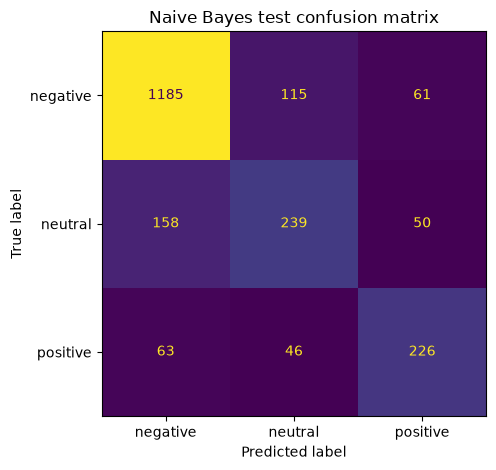 Naive Bayes test confusion matrix
negative 1185 115 61
neutral 158 239 50
positive 63 46 226
negative neutral positive
Predicted label
True label